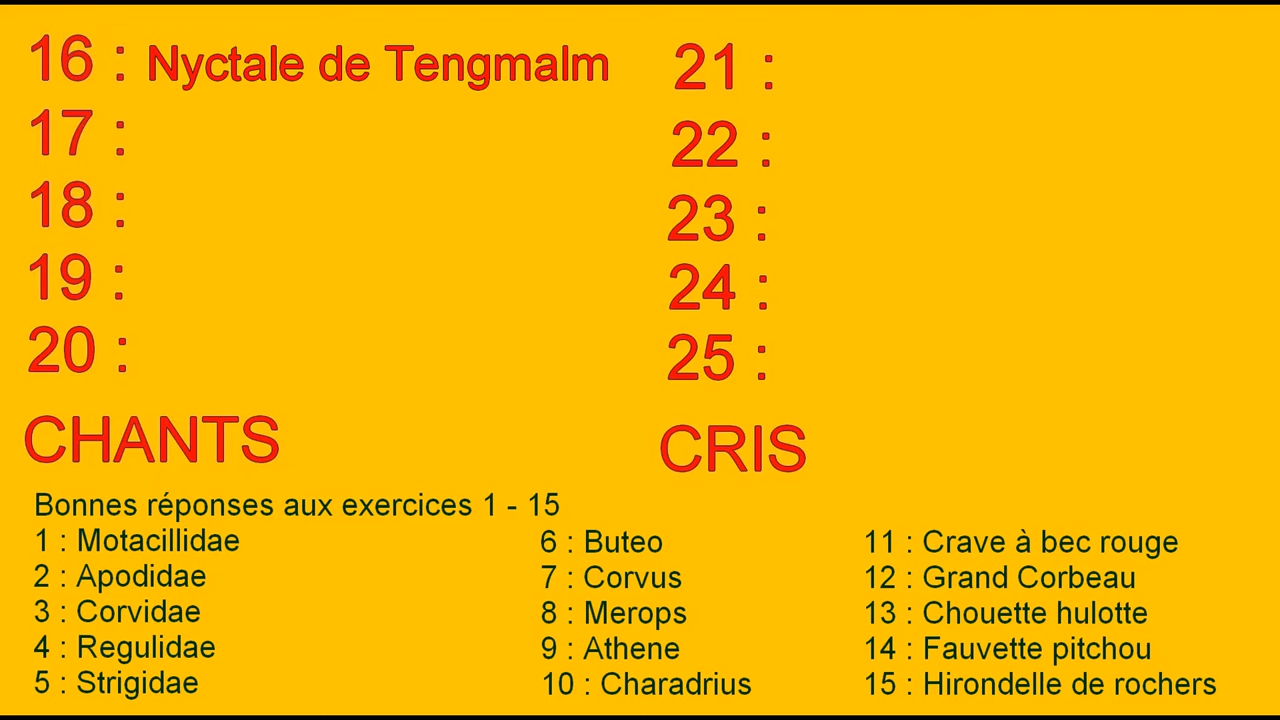 16 : Nyctale de Tengmalm
17 :
18 :
19 :
20 :
CHANTS
21 :
22 :
23 :
24 :
25 :
CRIS
Bonnes réponses aux exercices 1 - 15
1 : Motacillidae
2 : Apodidae
3 : Corvidae
4 : Regulidae
5 : Strigidae
6 : Buteo
7 : Corvus
8 : Merops
9 : Athene
10 : Charadrius
11 : Crave à bec rouge
12 : Grand Corbeau
13 : Chouette hulotte
14 : Fauvette pitchou
15 : Hirondelle de rochers